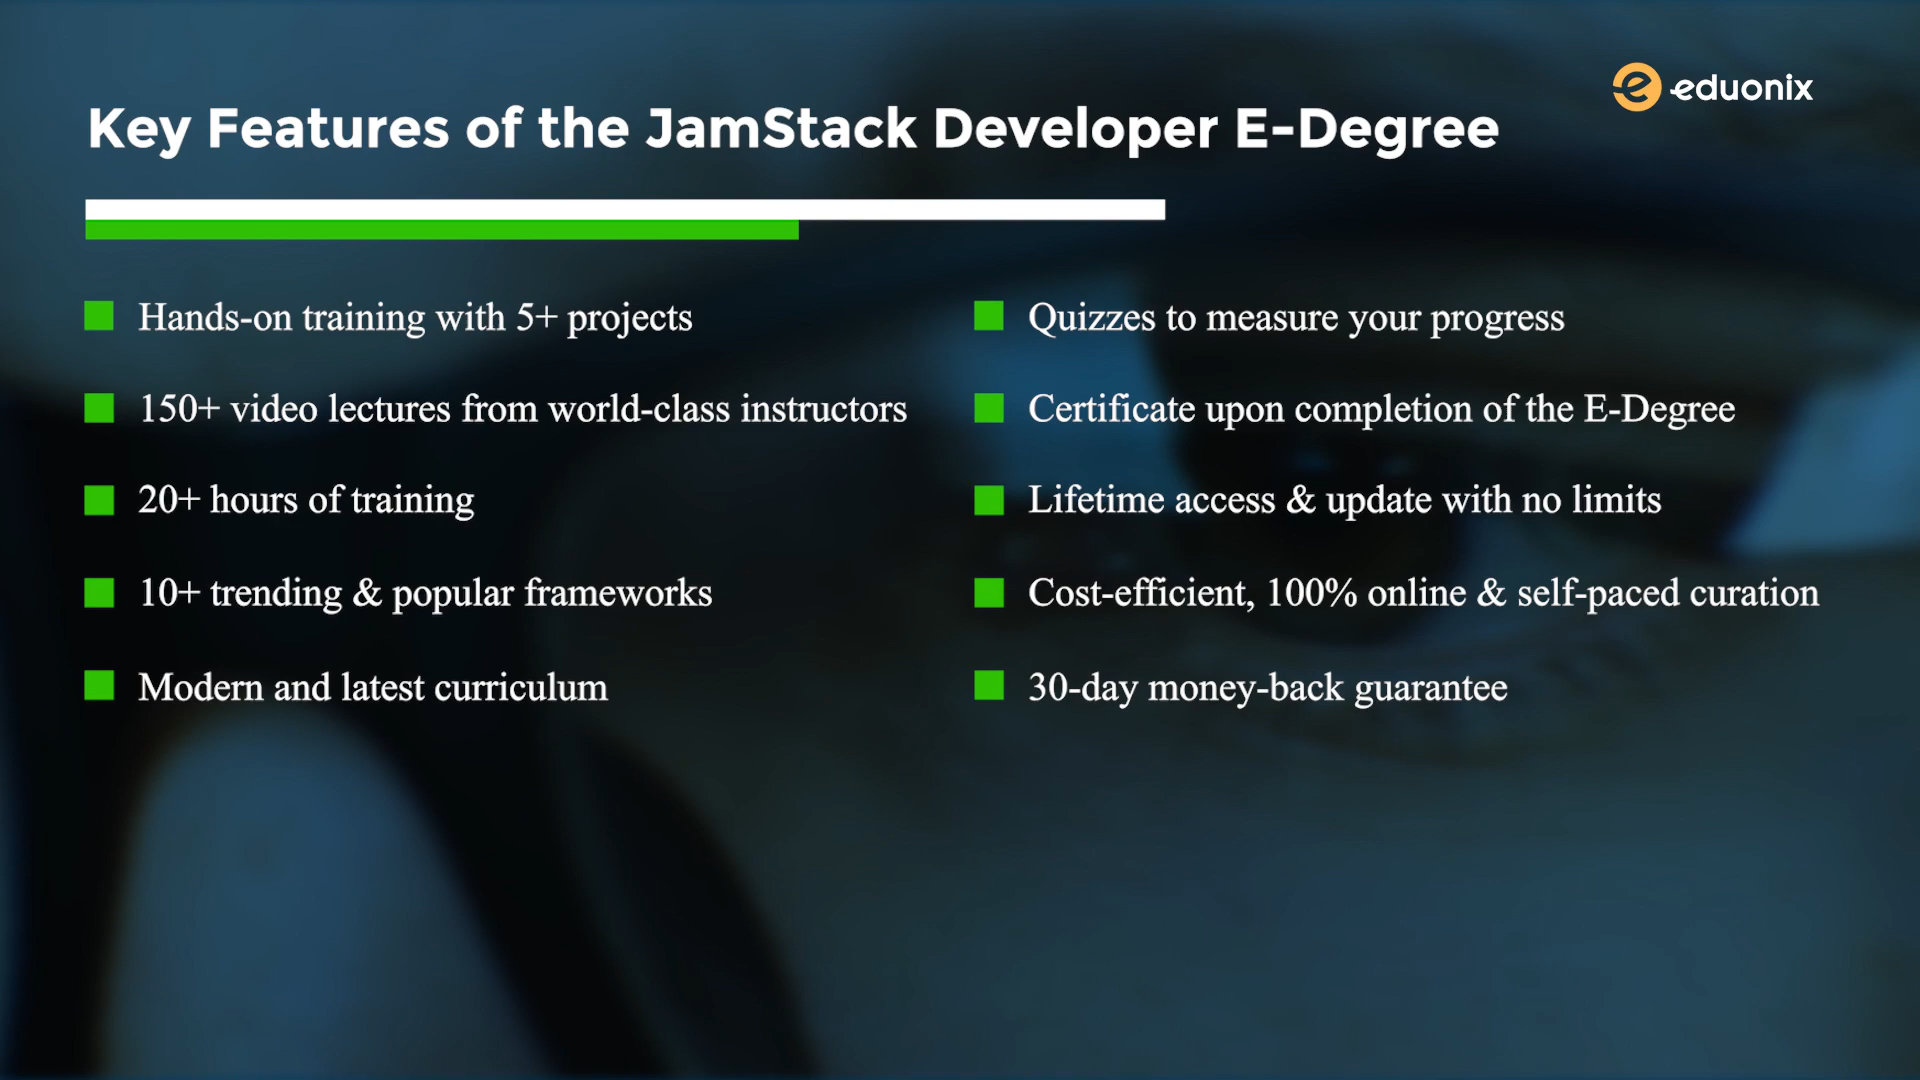 eduonix
Key Features of the JamStack Developer E-Degree
Hands-on training with 5+ projects
150+ video lectures from world-class instructors
20+ hours of training
10+ trending & popular frameworks
Modern and latest curriculum
Quizzes to measure your progress
Certificate upon completion of the E-Degree
Lifetime access & update with no limits
Cost-efficient, 100% online & self-paced curation
30-day money-back guarantee